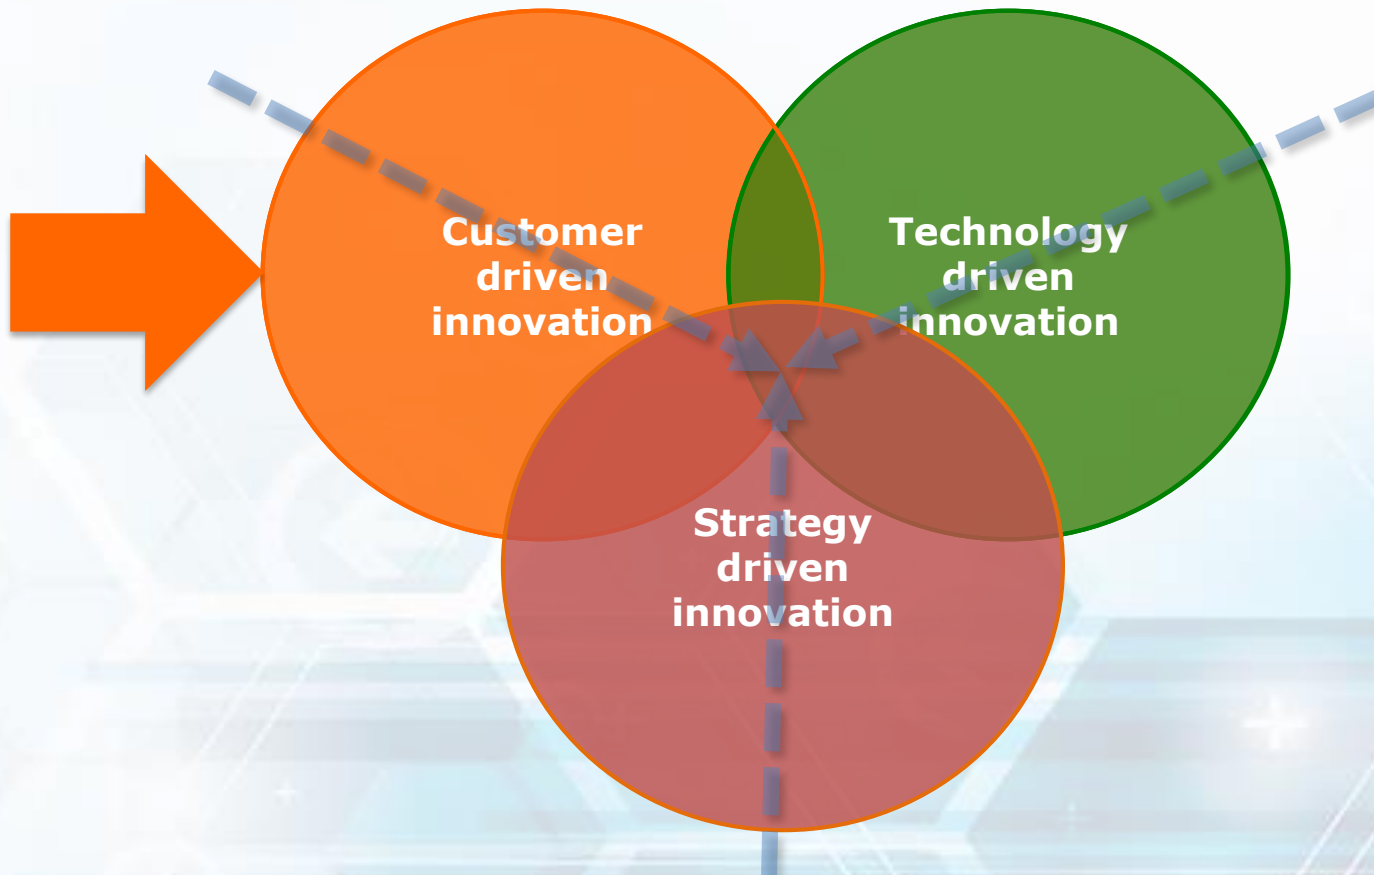 Customer
driven
innovation
Technology
driven
innovation
Strategy
driven
innovation